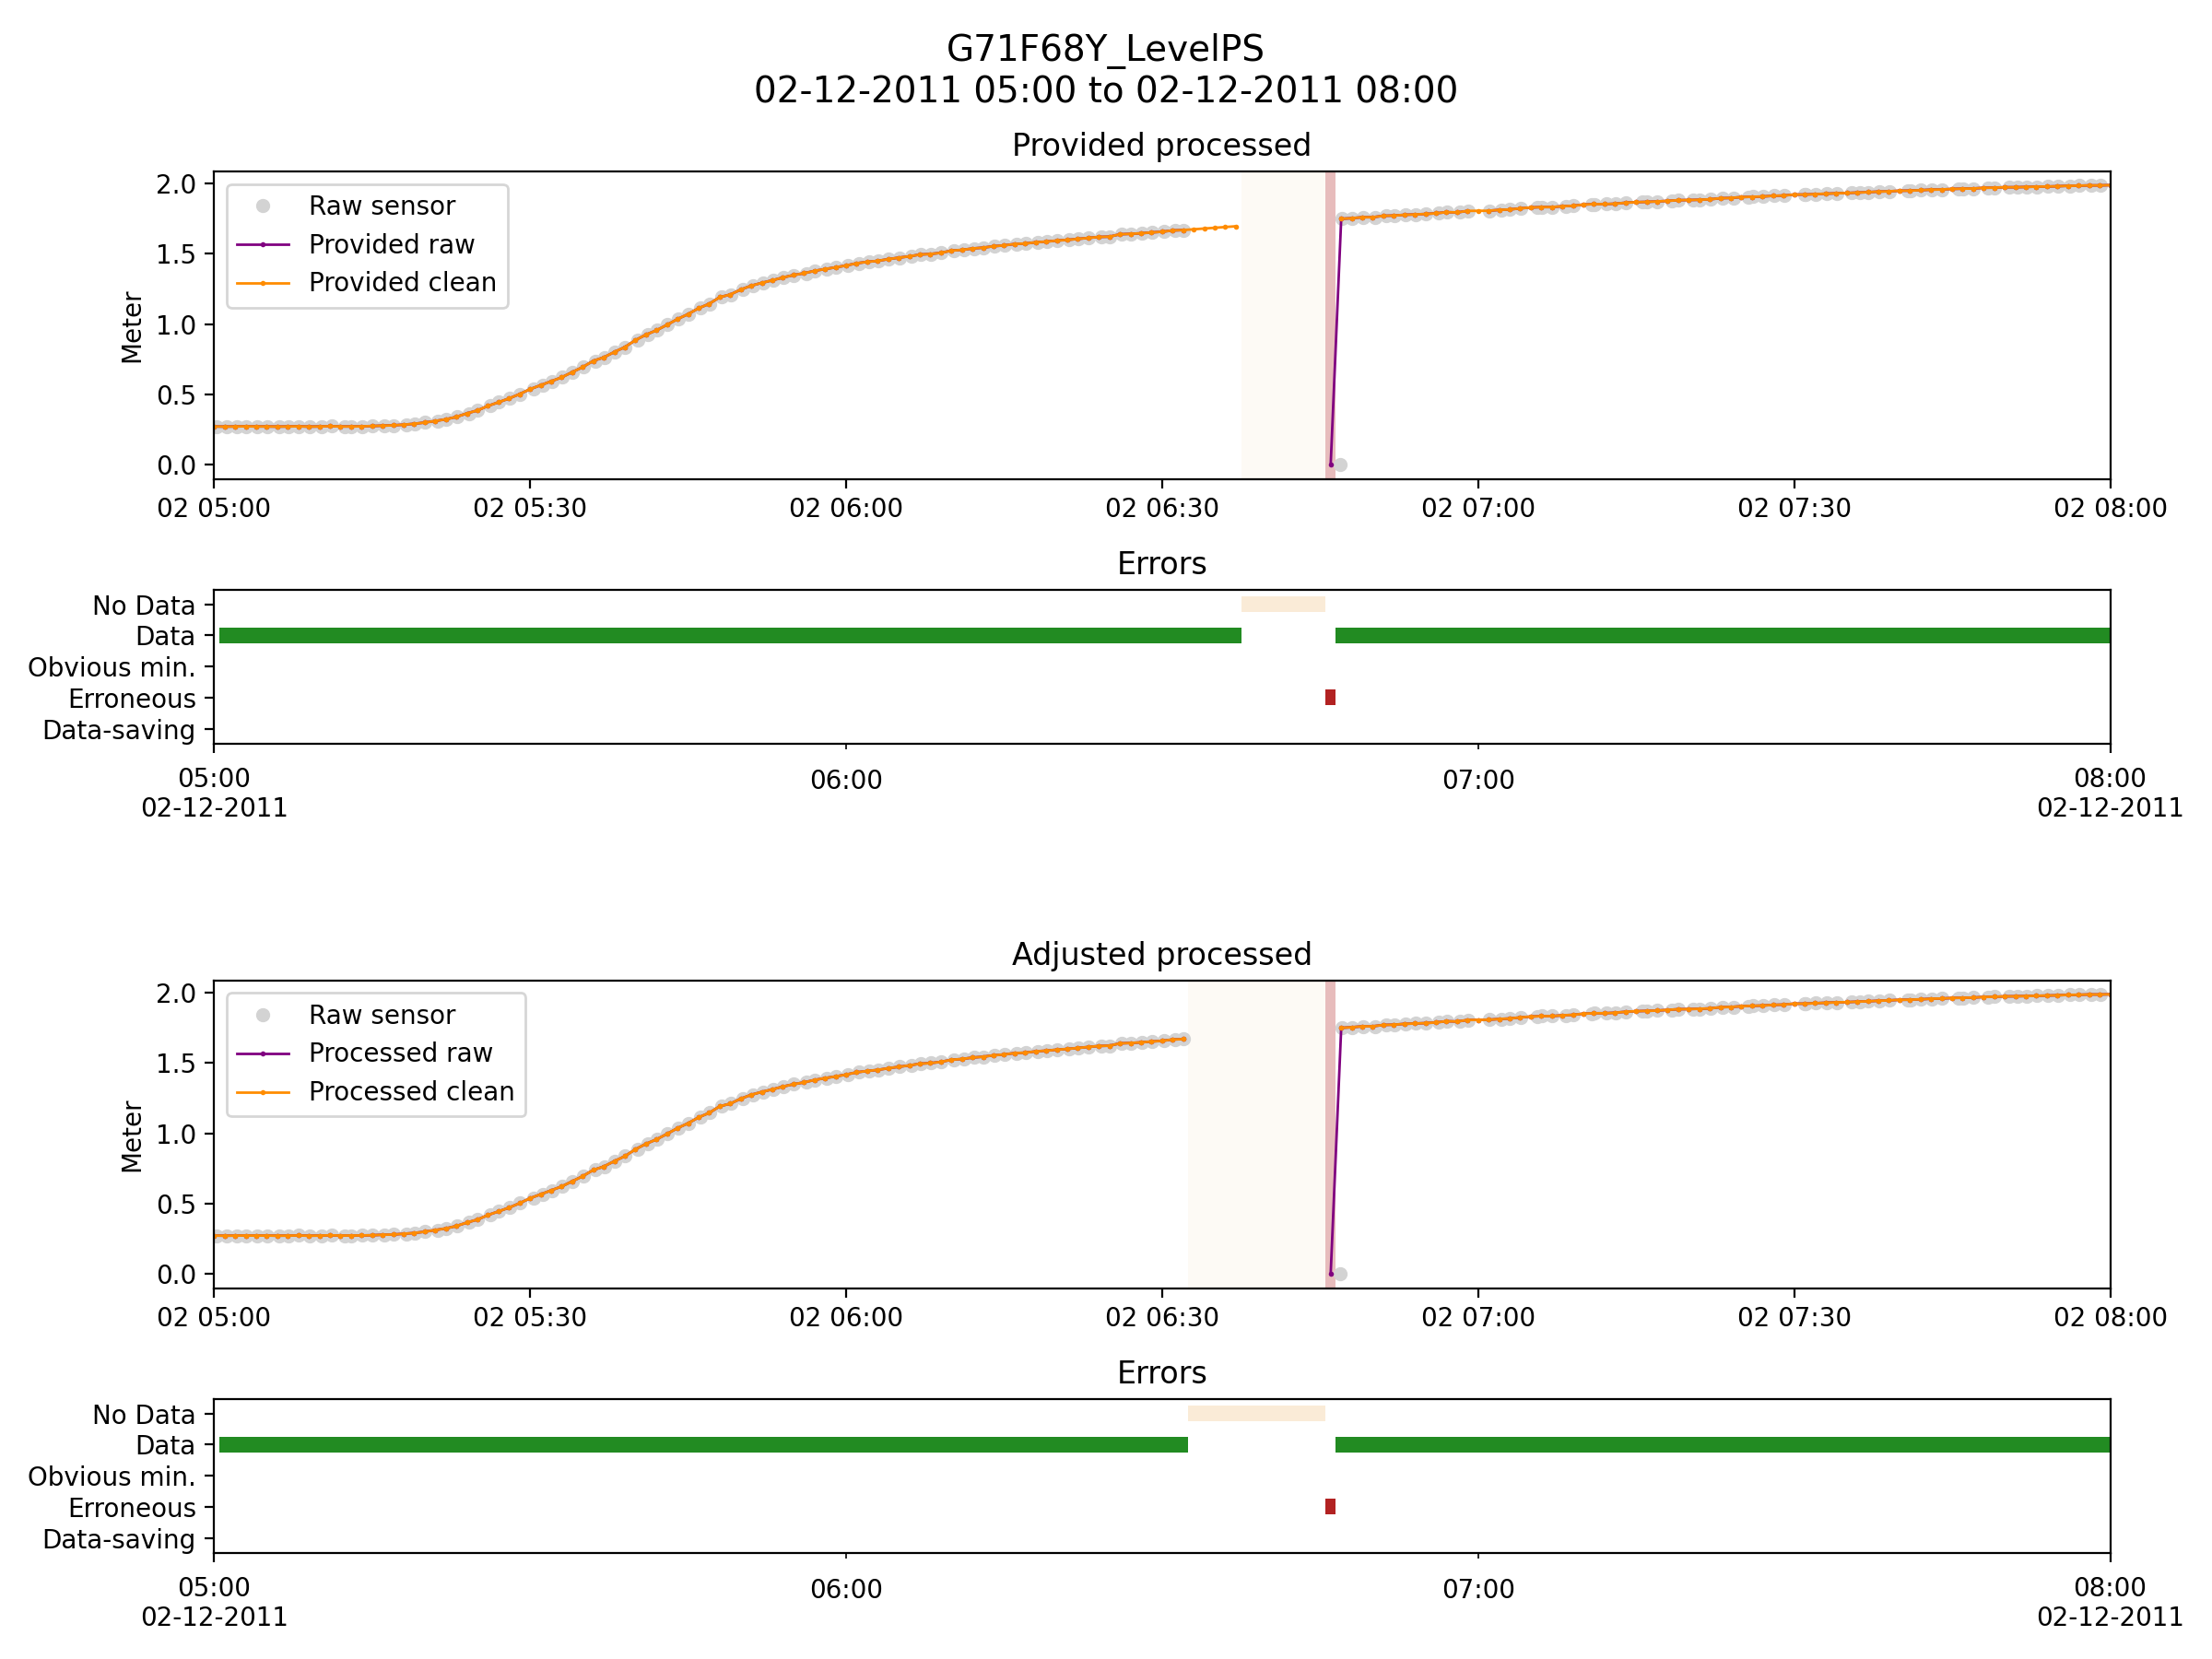 G71F68Y_LevelPS
02-12-2011 05:00 to 02-12-2011 08:00
Provided processed
Raw sensor
Provided raw
Provided clean
Meter
2.0
1.5
1.0
0.5
0.0
02 05:00 02 05:30 02 06:00 02 06:30 02 07:00 02 07:30 02 08:00
Errors
No Data
Data
Obvious min.
Erroneous
Data-saving
05:00 06:00 07:00 08:00
02-12-2011 02-12-2011
Adjusted processed
Raw sensor
Processed raw
Processed clean
Meter
2.0
1.5
1.0
0.5
0.0
02 05:00 02 05:30 02 06:00 02 06:30 02 07:00 02 07:30 02 08:00
Errors
No Data
Data
Obvious min.
Erroneous
Data-saving
05:00 06:00 07:00 08:00
02-12-2011 02-12-2011